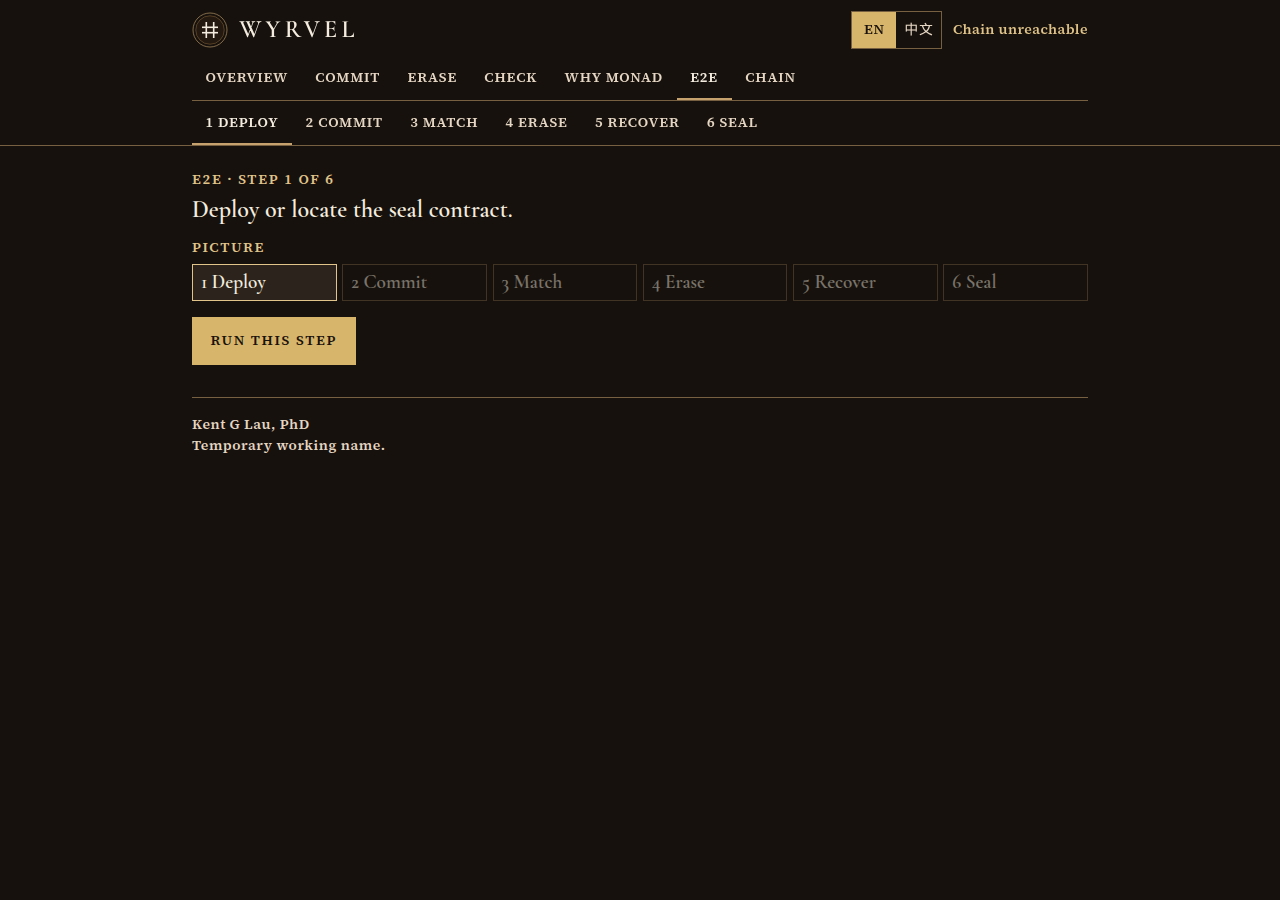 WYRVEL
EN 中文 Chain unreachable
OVERVIEW COMMIT ERASE CHECK WHY MONAD E2E CHAIN
1 DEPLOY 2 COMMIT 3 MATCH 4 ERASE 5 RECOVER 6 SEAL
E2E · STEP 1 OF 6
Deploy or locate the seal contract.
PICTURE
1 Deploy 2 Commit 3 Match 4 Erase 5 Recover 6 Seal
RUN THIS STEP
Kent G Lau, PhD
Temporary working name.